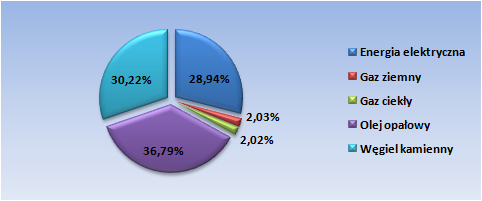 28,94%
2,03%
2,02%
36,79%
30,22%
Energia elektryczna
Gaz ziemny
Gaz ciekły
Olej opałowy
Węgiel kamienny